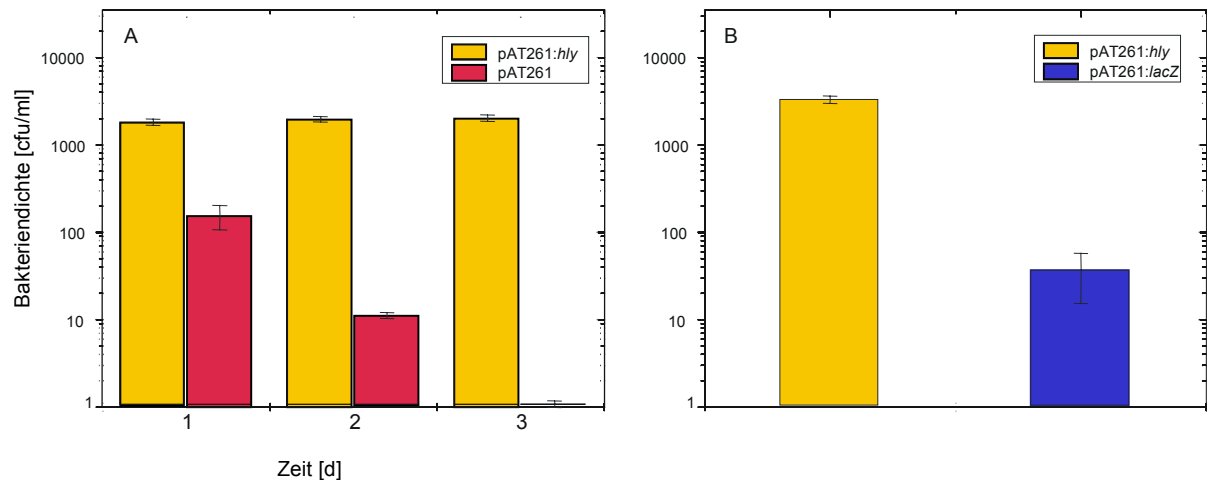 A
pAT261:hly
pAT261
B
pAT261:hly
pAT261:lacZ
Bakteriendichte [cfu/ml]
10000
1000
100
10
1
10000
1000
100
10
1
1 2 3
Zeit [d]